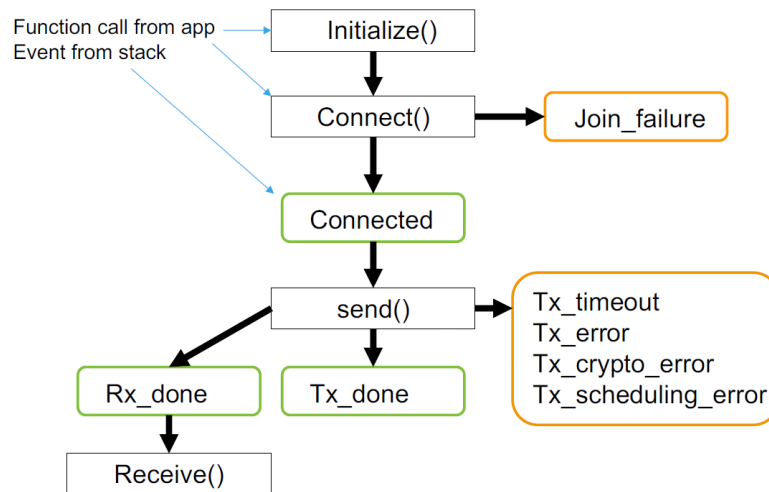 Function call from app
Event from stack
Initialize()
Connect()
Join_failure
Connected
send()
Tx_timeout
Tx_error
Tx_crypto_error
Tx_scheduling_error
Rx_done
Tx_done
Receive()